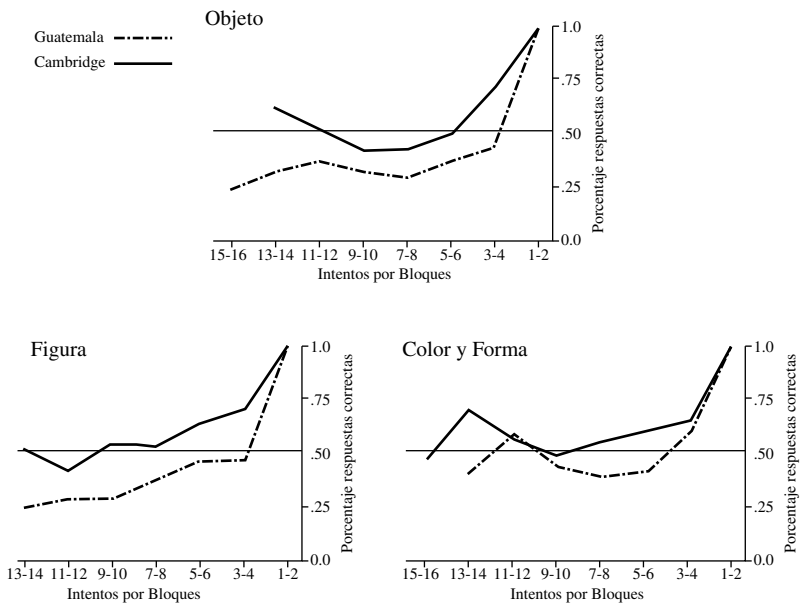 Objeto
Guatemala
Cambridge
1.0
.75
.50
.25
0.0
Porcentaje respuestas correctas
15-16 13-14 11-12 9-10 7-8 5-6 3-4 1-2
Intentos por Bloques
Figura
1.0
.75
.50
.25
0.0
Porcentaje respuestas correctas
13-14 11-12 9-10 7-8 5-6 3-4 1-2
Intentos por Bloques
Color y Forma
1.0
.75
.50
.25
0.0
Porcentaje respuestas correctas
15-16 13-14 11-12 9-10 7-8 5-6 3-4 1-2
Intentos por Bloques